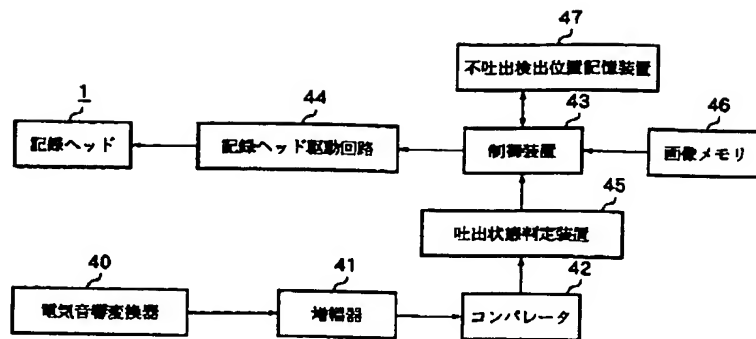 47
不吐出検出位置記憶装置
1
記録ヘッド
44
記録ヘッド駆動回路
43
制御装置
46
画像メモリ
45
吐出状態判定装置
40
電気音響変換器
41
増幅器
42
コンパレータ